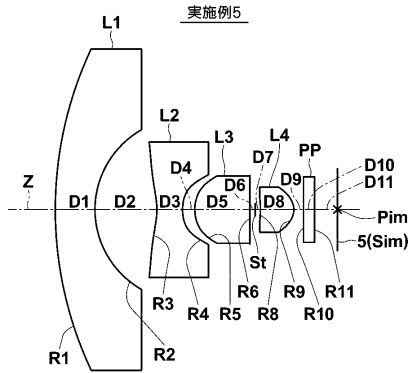 実施例5
L1
L2
L3
L4
PP
D4
D6
D7
D9
D10
D11
Z
D1
D2
D3
D5
D8
Pim
St
5(Sim)
R3
R4
R5
R6
R8
R9
R10
R11
R2
R1